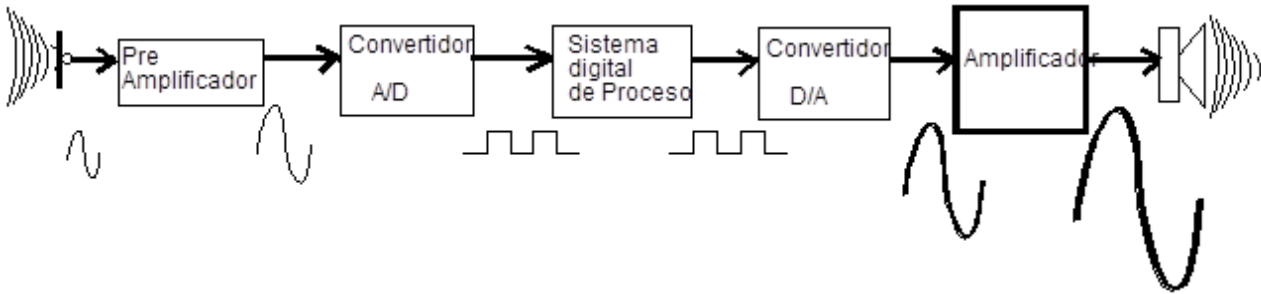 Pre
Amplificador
Convertidor
A/D
Sistema
digital
de Proceso
Convertidor
D/A
Amplificador